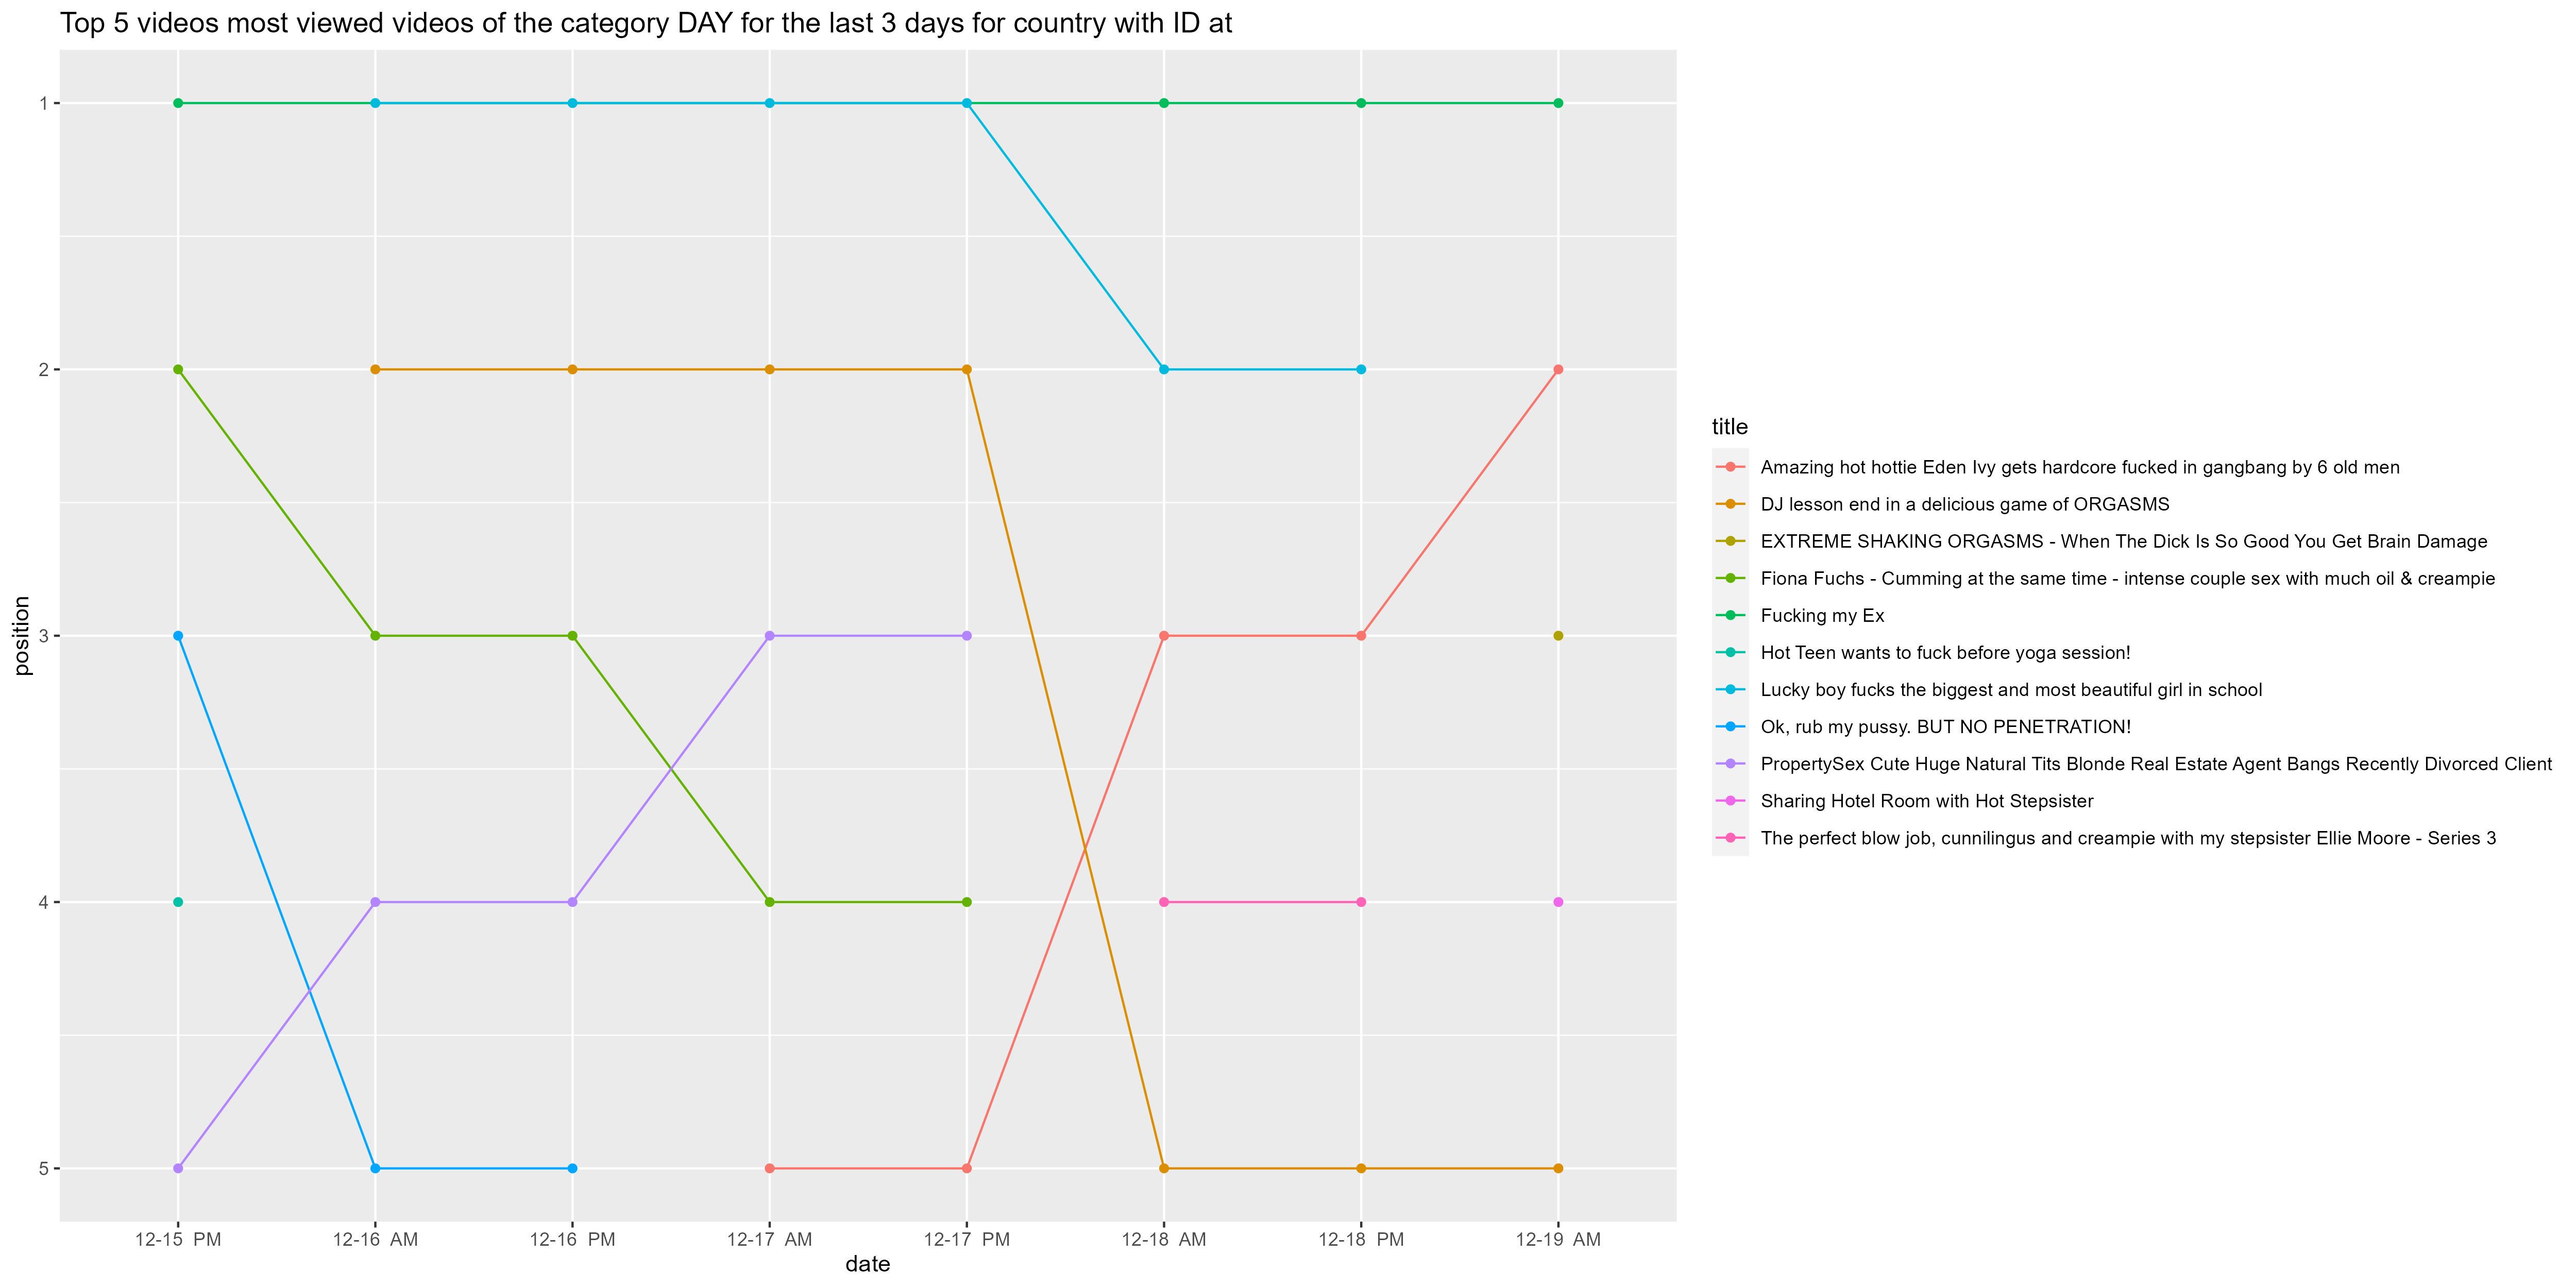 Top 5 videos most viewed videos of the category DAY for the last 3 days for country with ID at
position
1
2
3
4
5
12-15 PM
12-16 AM
12-16 PM
12-17 AM
12-17 PM
12-18 AM
12-18 PM
12-19 AM
date
title
Amazing hot hottie Eden Ivy gets hardcore fucked in gangbang by 6 old men
DJ lesson end in a delicious game of ORGASMS
EXTREME SHAKING ORGASMS - When The Dick Is So Good You Get Brain Damage
Fiona Fuchs - Cumming at the same time - intense couple sex with much oil & creampie
Fucking my Ex
Hot Teen wants to fuck before yoga session!
Lucky boy fucks the biggest and most beautiful girl in school
Ok, rub my pussy. BUT NO PENETRATION!
PropertySex Cute Huge Natural Tits Blonde Real Estate Agent Bangs Recently Divorced Client
Sharing Hotel Room with Hot Stepsister
The perfect blow job, cunnilingus and creampie with my stepsister Ellie Moore - Series 3